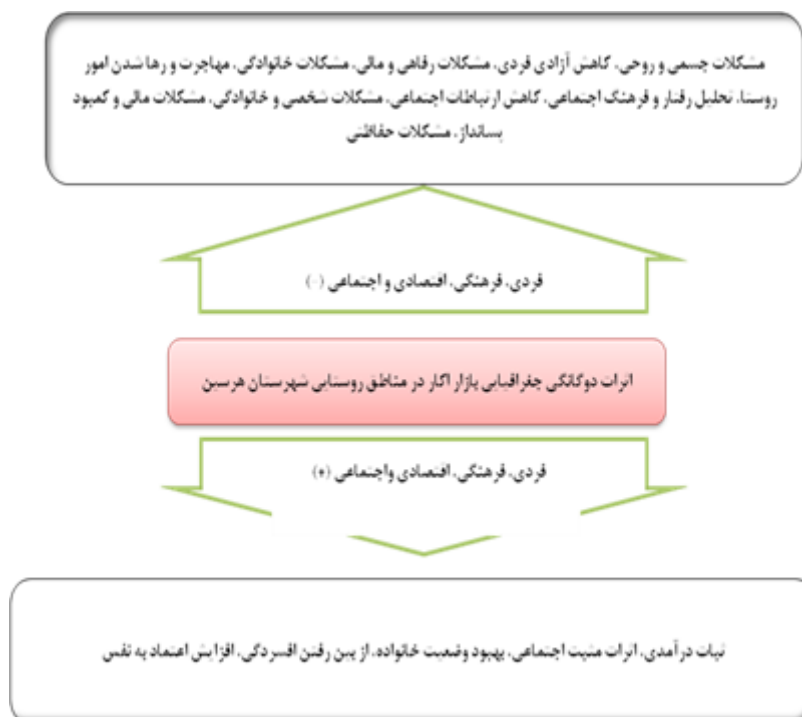 مشکلات جسمی و روحی، کاهش آزادی فردی، مشکلات رفاهی و مالی، مشکلات خانوادگی، مهاجرت و رها شدن امور
روستا، تحلیل رفتار و فرهنگ اجتماعی، کاهش ارتباطات اجتماعی، مشکلات شخصی و خانوادگی، مشکلات مالی و کمبود
پسانداز، مشکلات حفاظتی
فردی، فرهنگی، اقتصادی و اجتماعی (-)
اثرات دوگانگی جغرافیایی بازار اکار در مناطق روستایی شهرستان هرسین
فردی، فرهنگی، اقتصادی واجتماعی (+)
ثبات درآمدی، اثرات مثبت اجتماعی، بهبود وضعیت خانواده، از بین رفتن افسردگی، افزایش اعتماد به نفس